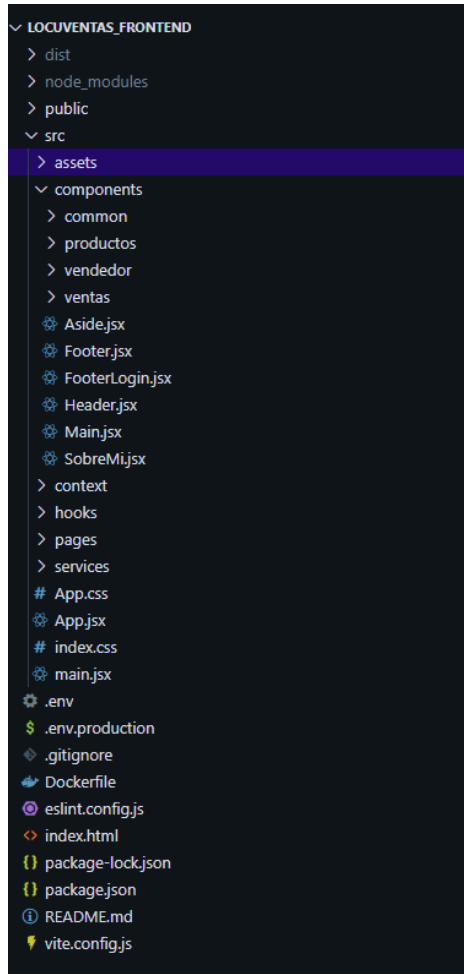 LOCUVENTAS_FRONTEND
dist
node_modules
public
src
assets
components
common
productos
vendedor
ventas
Aside.jsx
Footer.jsx
FooterLogin.jsx
Header.jsx
Main.jsx
SobreMi.jsx
context
hooks
pages
services
# App.css
App.jsx
# index.css
main.jsx
.env
$ .env.production
.gitignore
Dockerfile
eslint.config.js
<> index.html
{} package-lock.json
{} package.json
README.md
vite.config.js